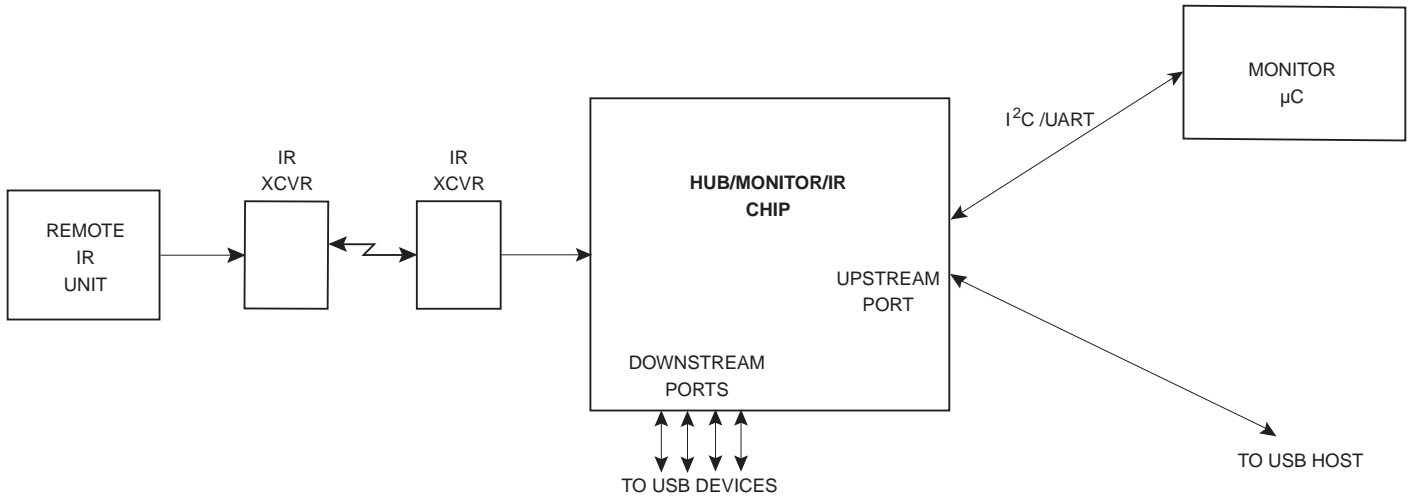 REMOTE
IR
UNIT
IR
XCVR
IR
XCVR
HUB/MONITOR/IR
CHIP
UPSTREAM
PORT
DOWNSTREAM
PORTS
TO USB DEVICES
I²C /UART
MONITOR
µC
TO USB HOST